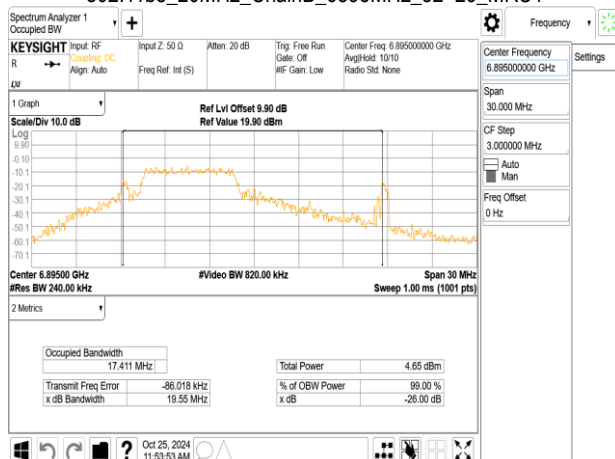 Spectrum Analyzer 1
Occupied BW
Frequency
KEYSIGHT Input: RF
Coupling: DC
Align: Auto
Input Z: 50 Ω
Freq Ref: Int (S)
Atten: 20 dB
Trig: Free Run
Gate: Off
#IF Gain: Low
Center Freq: 6.895000000 GHz
Avg|Hold: 10/10
Radio Std: None
R
LXI
Center Frequency
6.895000000 GHz
Settings
Span
30.000 MHz
CF Step
3.000000 MHz
Auto
Man
Freq Offset
0 Hz
1 Graph
Scale/Div 10.0 dB
Ref Lvl Offset 9.90 dB
Ref Value 19.90 dBm
Log
9.90
-0.10
-10.1
-20.1
-30.1
-40.1
-50.1
-60.1
-70.1
Center 6.89500 GHz
#Res BW 240.00 kHz
#Video BW 820.00 kHz
Span 30 MHz
Sweep 1.00 ms (1001 pts)
2 Metrics
Occupied Bandwidth
17.411 MHz
Total Power 4.65 dBm
Transmit Freq Error -86.018 kHz
% of OBW Power 99.00 %
x dB Bandwidth 19.55 MHz
x dB -26.00 dB
?
Oct 25, 2024
11:53:53 AM